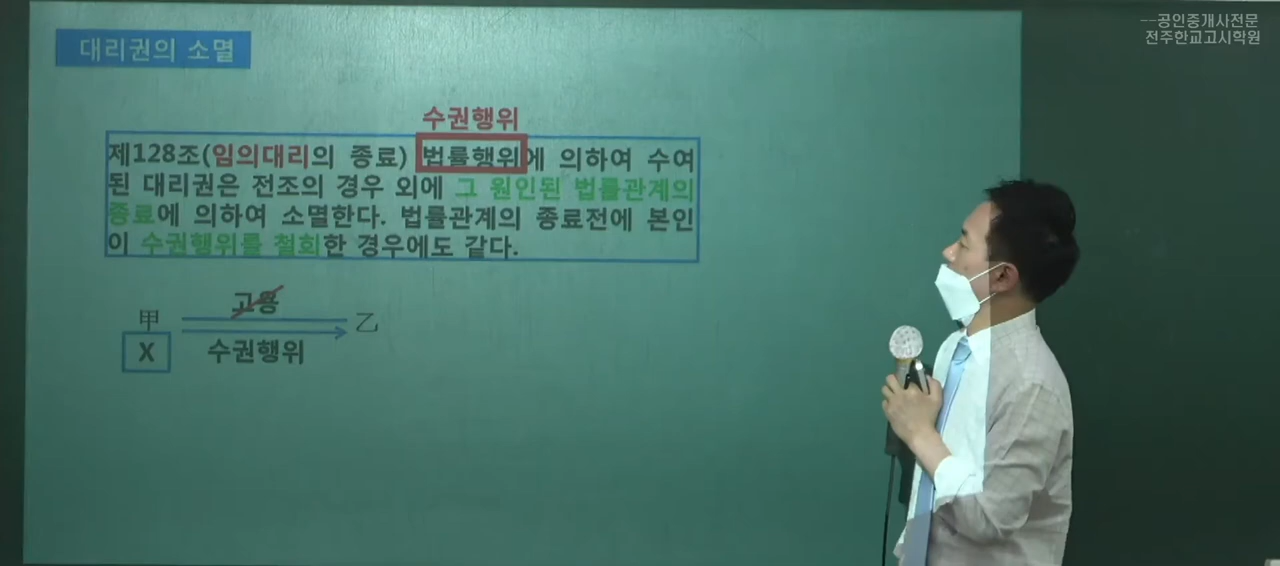 --공인중개사전문
전주한교고시학원
대리권의 소멸
수권행위
제128조(임의대리의 종료) 법률행위에 의하여 수여
된 대리권은 전조의 경우 외에 그 원인된 법률관계의
종료에 의하여 소멸한다. 법률관계의 종료전에 본인
이 수권행위를 철회한 경우에도 같다.
고용
甲 乙
X 수권행위